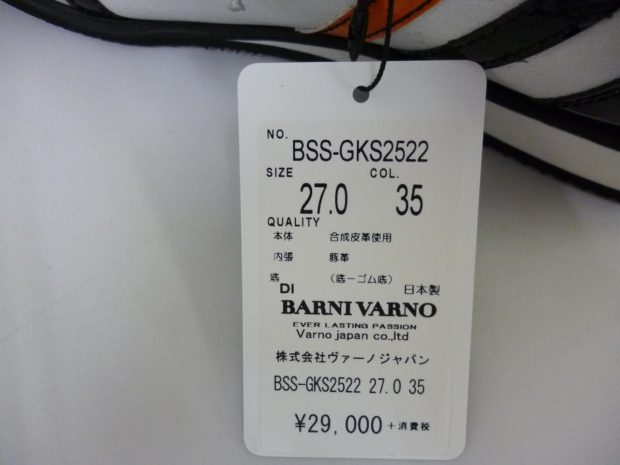 NO. BSS-GKS2522
SIZE COL.
27.0 35
QUALITY
本体 合成皮革使用
内張 豚革
底 (底ーゴム底)
DI 日本製
BARNI VARNO
EVER LASTING PASSION
Varno japan co.,ltd
株式会社ヴァーノジャパン
BSS-GKS2522 27.0 35
¥29,000 +消費税